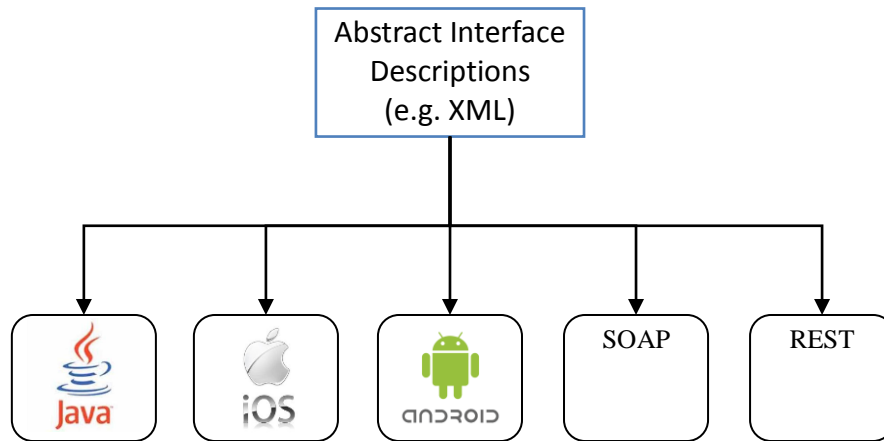 Abstract Interface
Descriptions
(e.g. XML)
Java
iOS
ANDROID
SOAP
REST